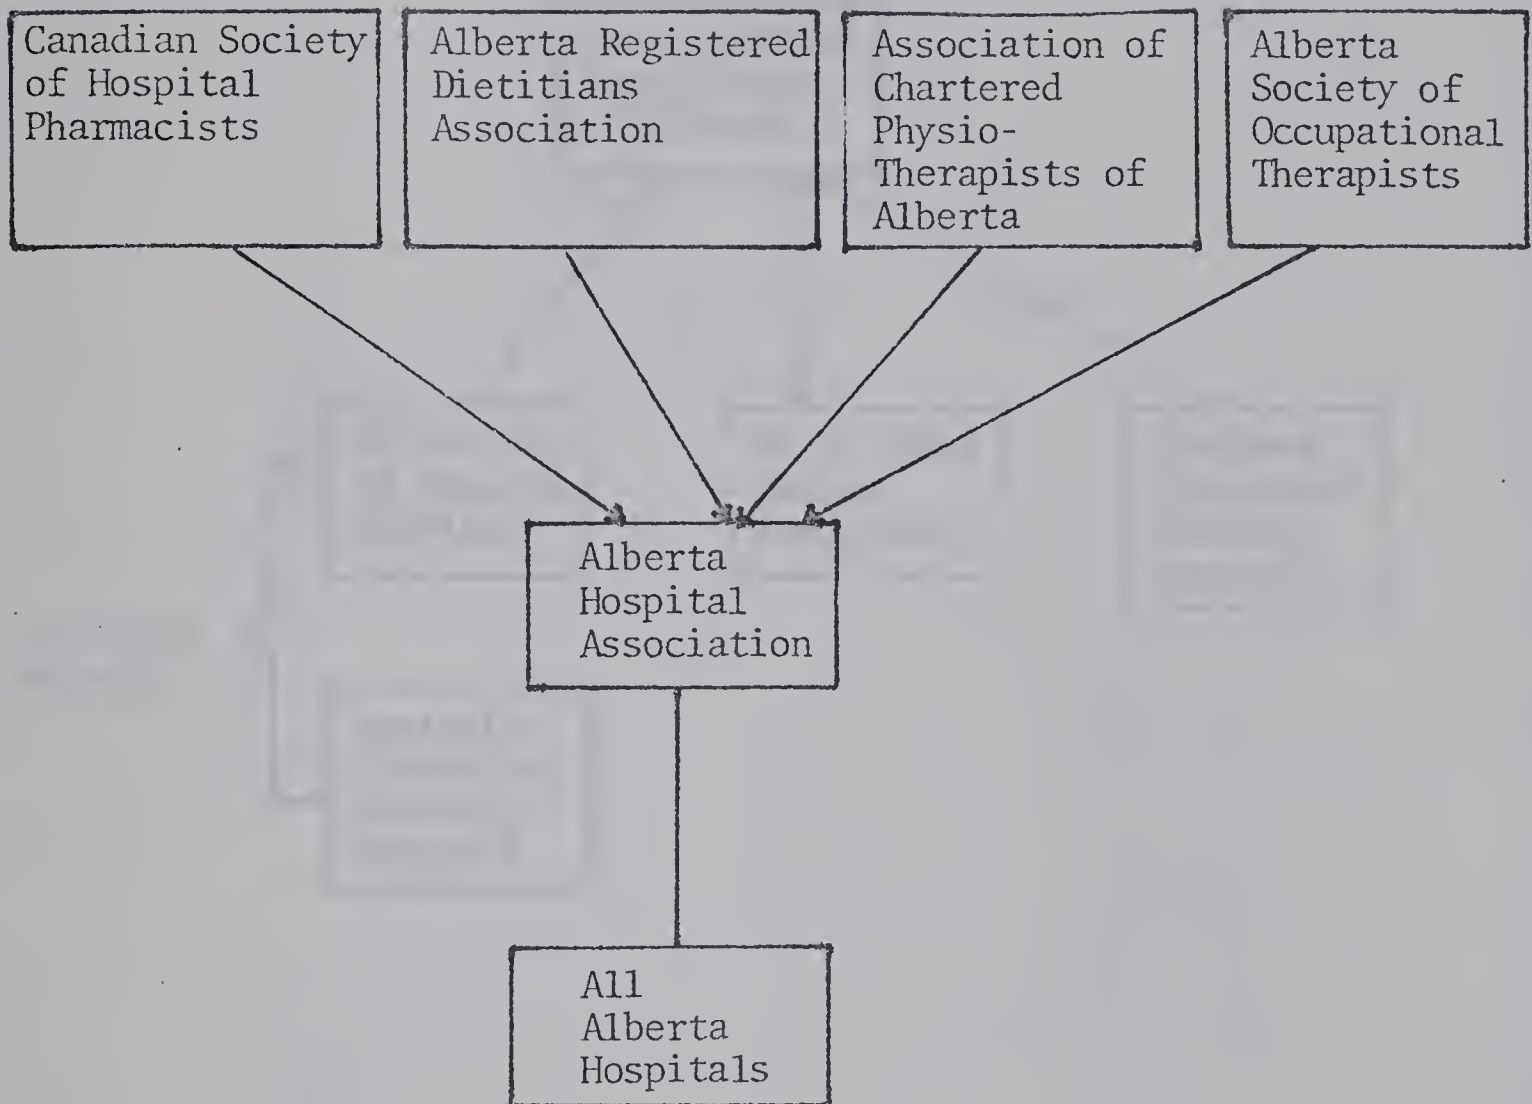 Canadian Society
of Hospital
Pharmacists
Alberta Registered
Dietitians
Association
Association of
Chartered
Physio-
Therapists of
Alberta
Alberta
Society of
Occupational
Therapists
Alberta
Hospital
Association
All
Alberta
Hospitals